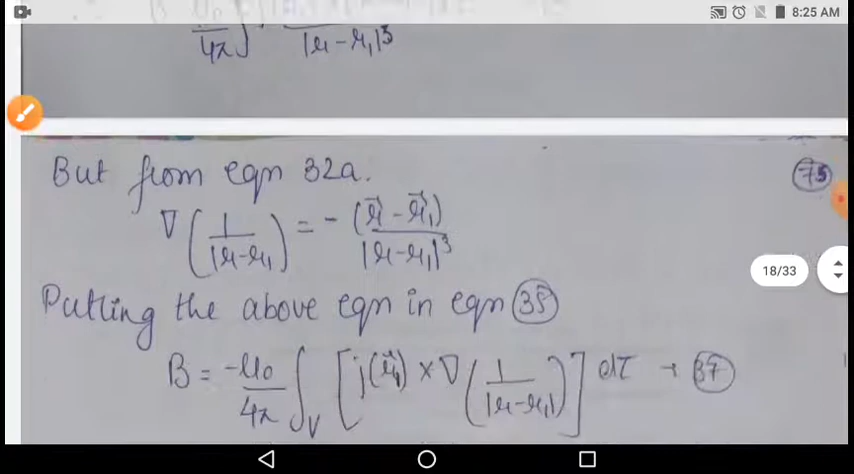 8:25 AM
μ0
4π |r - r1|³
But from eqn 32a. (75)
∇ (1/|r-r1|) = - (r⃗ - r⃗1)/|r-r1|³
18/33
Putting the above eqn in eqn (35)
B = -μ0/4π ∫V [j(r⃗1) × ∇ (1/|r-r1|)] dτ → (37)